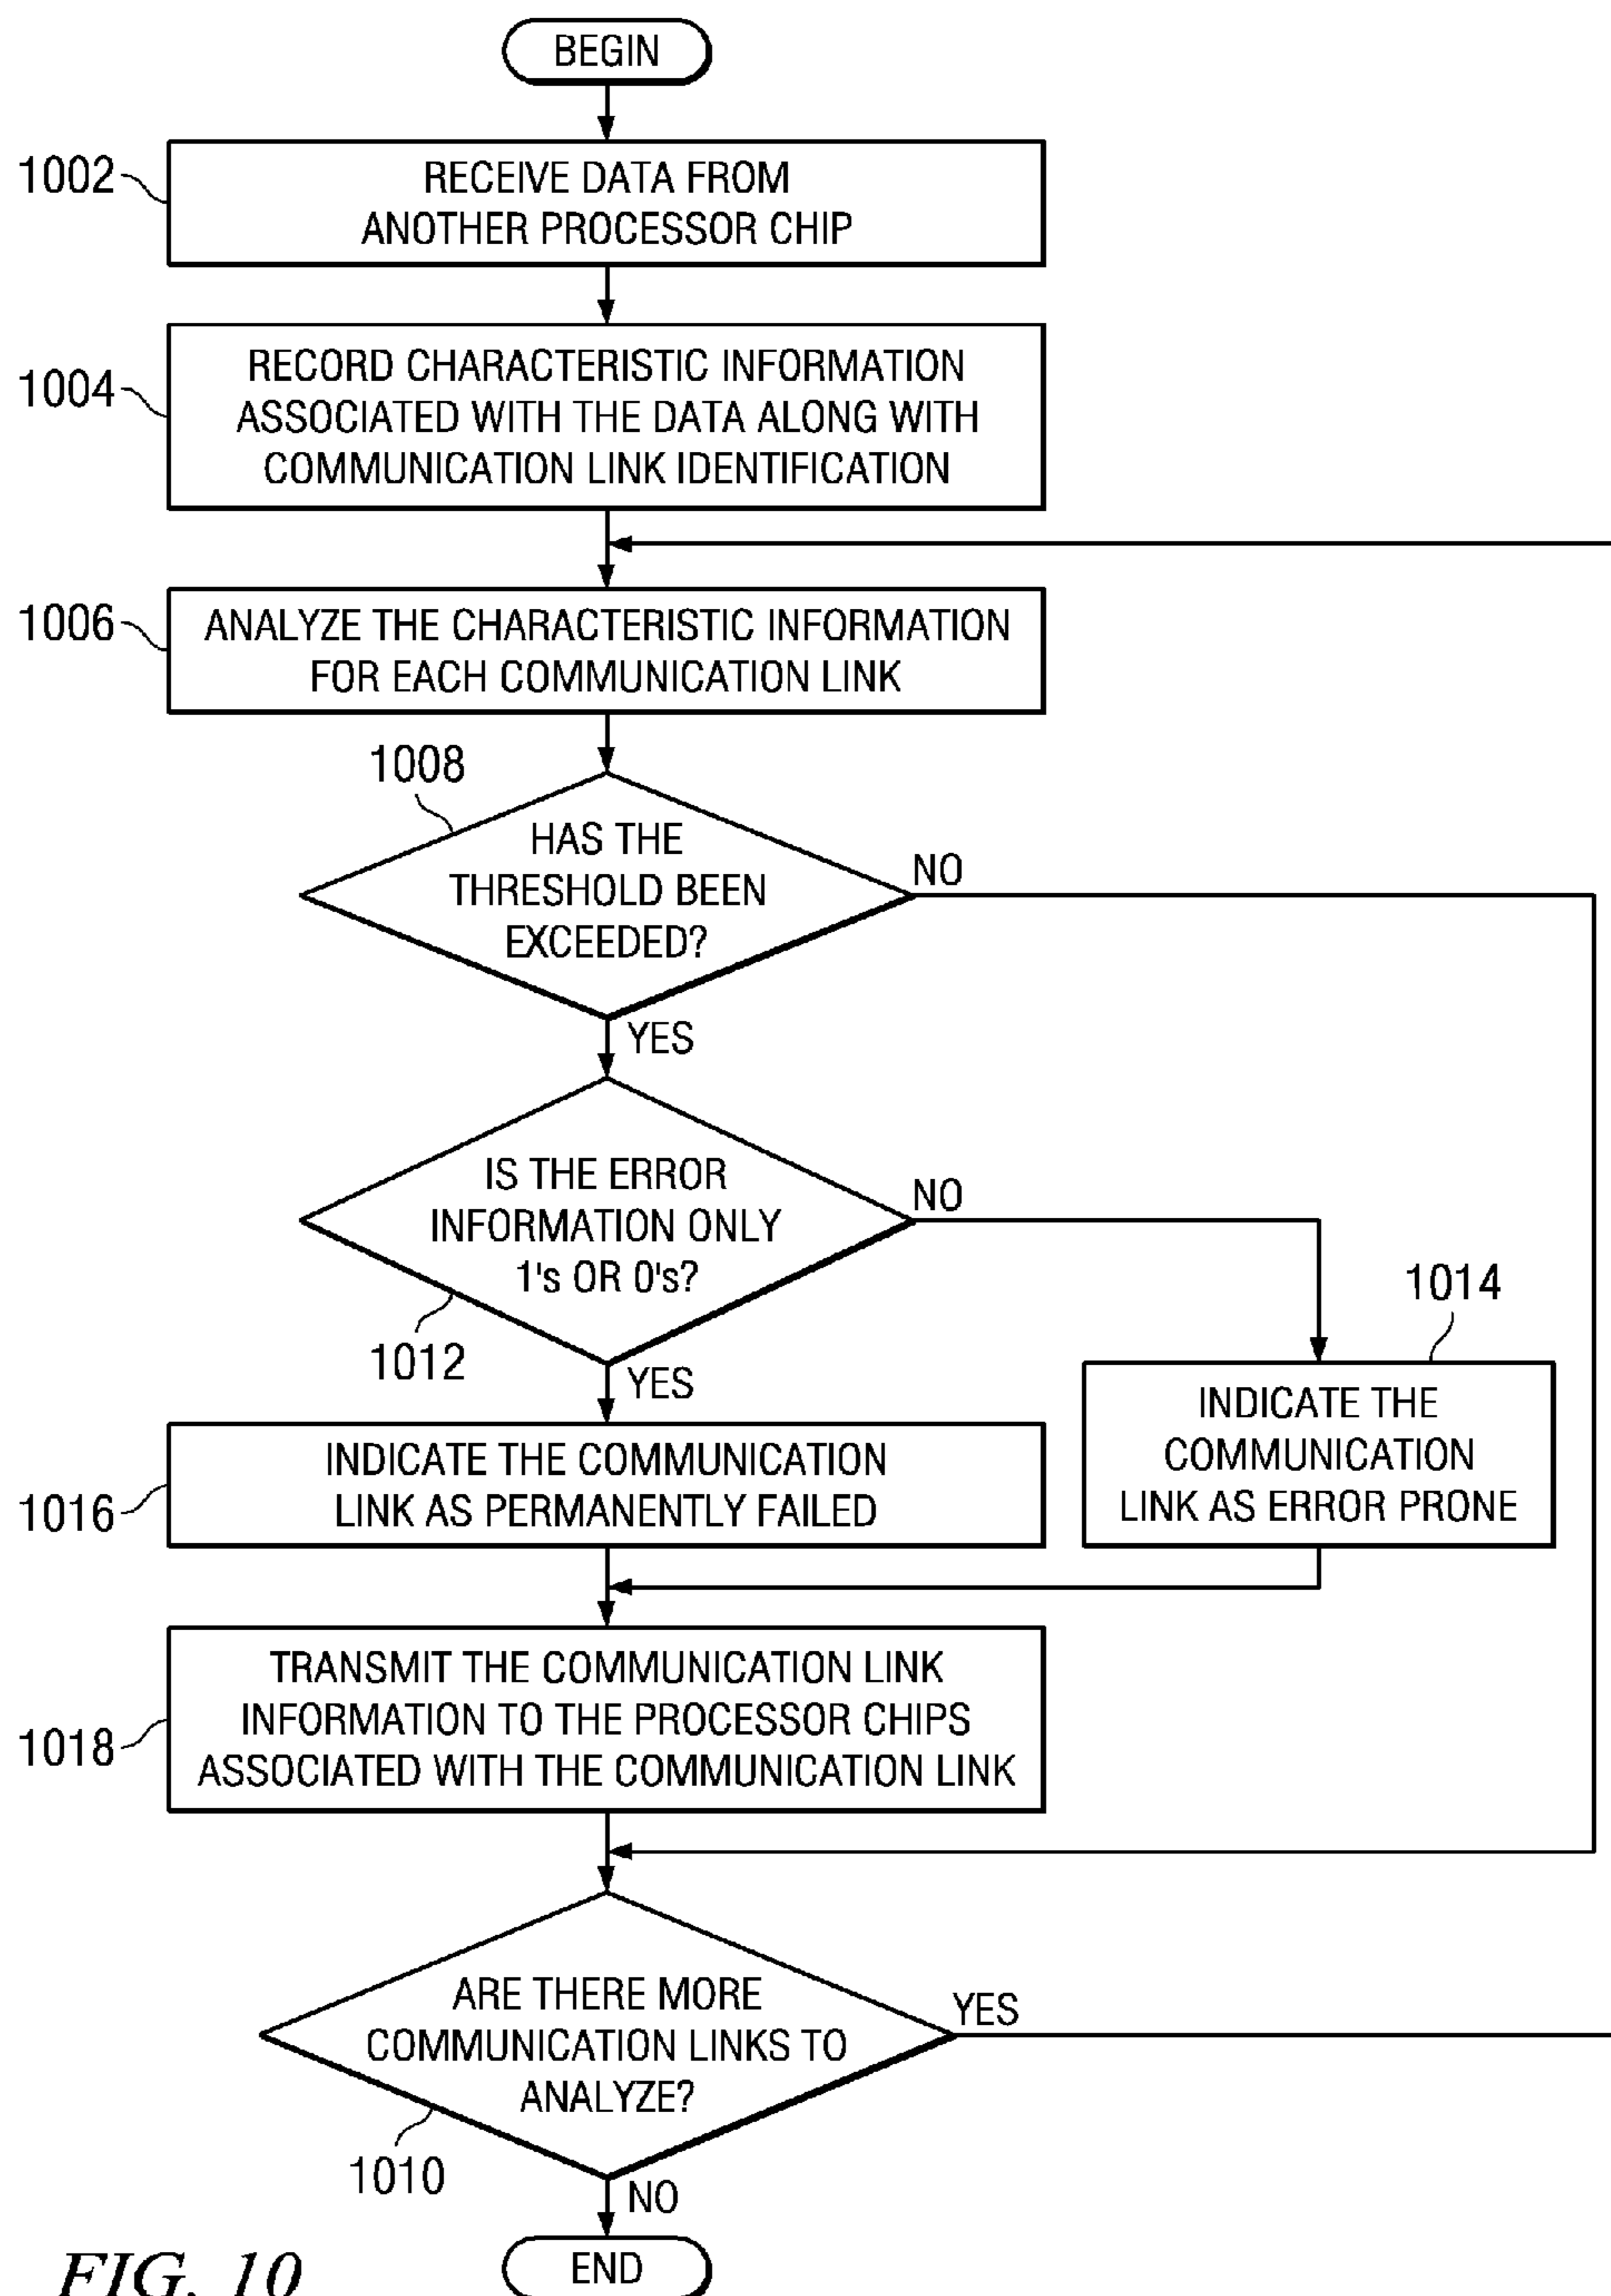 BEGIN
1002
RECEIVE DATA FROM
ANOTHER PROCESSOR CHIP
1004
RECORD CHARACTERISTIC INFORMATION
ASSOCIATED WITH THE DATA ALONG WITH
COMMUNICATION LINK IDENTIFICATION
1006
ANALYZE THE CHARACTERISTIC INFORMATION
FOR EACH COMMUNICATION LINK
1008
HAS THE
THRESHOLD BEEN
EXCEEDED?
NO
YES
IS THE ERROR
INFORMATION ONLY
1's OR 0's?
NO
1012
YES
1014
INDICATE THE
COMMUNICATION
LINK AS ERROR PRONE
1016
INDICATE THE COMMUNICATION
LINK AS PERMANENTLY FAILED
1018
TRANSMIT THE COMMUNICATION LINK
INFORMATION TO THE PROCESSOR CHIPS
ASSOCIATED WITH THE COMMUNICATION LINK
ARE THERE MORE
COMMUNICATION LINKS TO
ANALYZE?
YES
1010
NO
END
FIG. 10